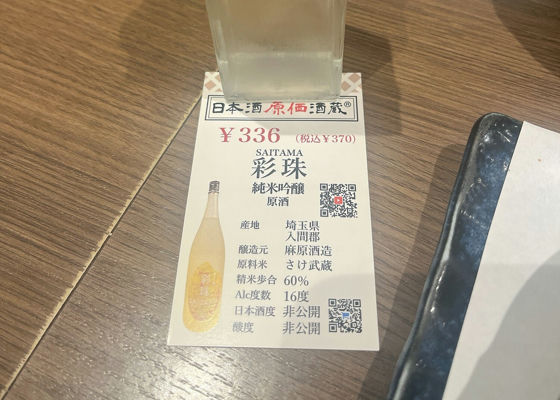 日本酒原価酒蔵®
￥336 (税込￥370)
SAITAMA
彩珠
純米吟醸
原酒
産地 埼玉県
入間郡
醸造元 麻原酒造
原料米 さけ武蔵
精米歩合 60%
Alc度数 16度
日本酒度 非公開
酸度 非公開